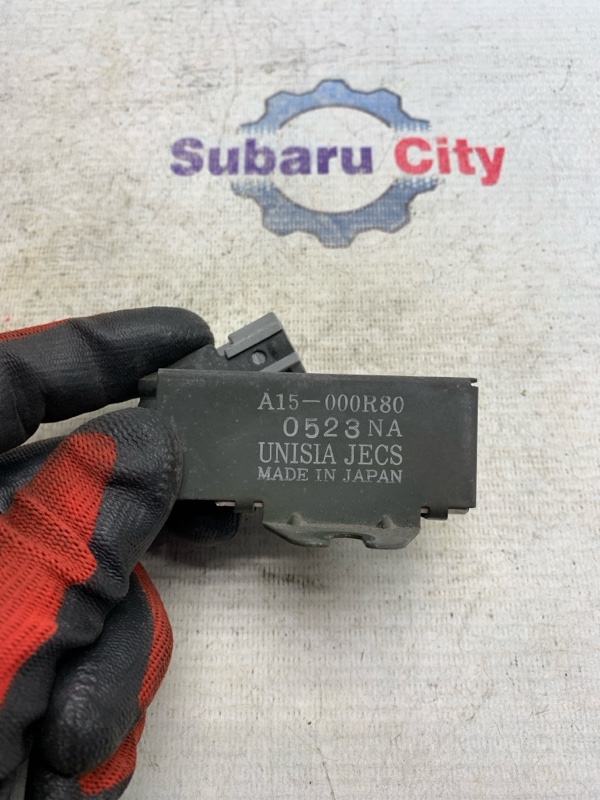 Subaru City
A15-000R80
0523 NA
UNISIA JECS
MADE IN JAPAN